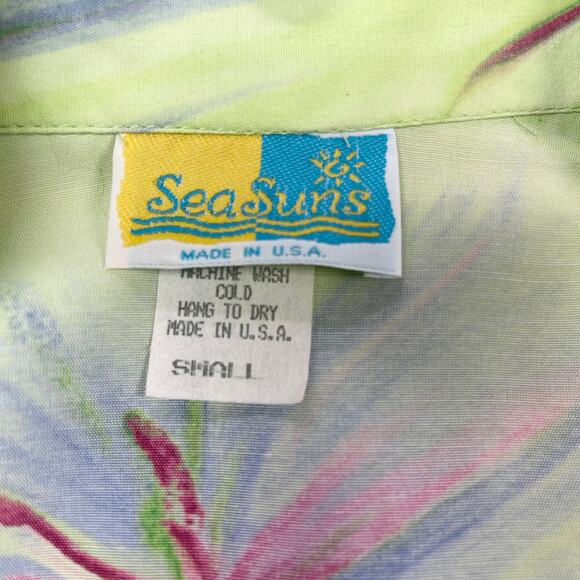 SeaSuns
MADE IN U.S.A.
MACHINE WASH
COLD
HANG TO DRY
MADE IN U.S.A.
SMALL